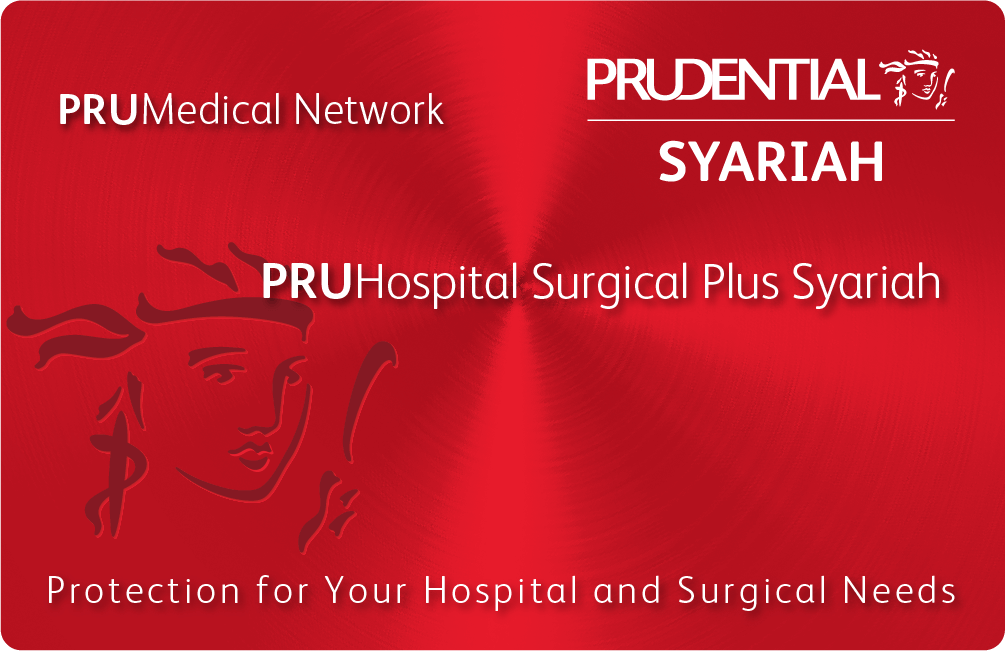 PRUMedical Network
PRUDENTIAL
SYARIAH
PRUHospital Surgical Plus Syariah
Protection for Your Hospital and Surgical Needs